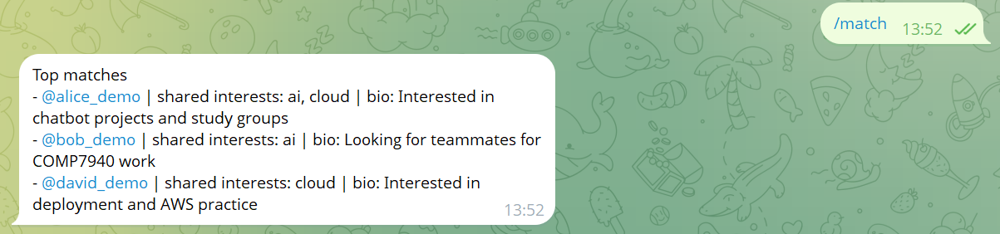 /match 13:52
Top matches
- @alice_demo | shared interests: ai, cloud | bio: Interested in
chatbot projects and study groups
- @bob_demo | shared interests: ai | bio: Looking for teammates for
COMP7940 work
- @david_demo | shared interests: cloud | bio: Interested in
deployment and AWS practice
13:52